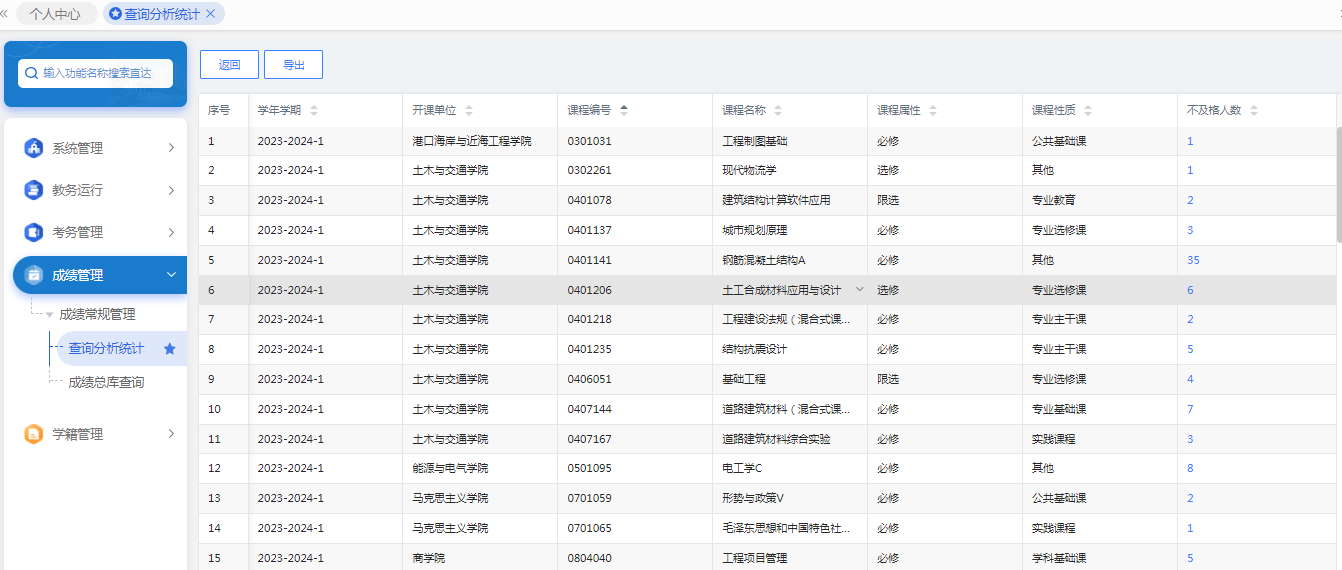 个人中心
查询分析统计
输入功能名称搜索直达
系统管理
教务运行
考务管理
成绩管理
成绩常规管理
查询分析统计
成绩总库查询
学籍管理
返回 导出
序号 学年学期 开课单位 课程编号 课程名称 课程属性 课程性质 不及格人数
1 2023-2024-1 港口海岸与近海工程学院 0301031 工程制图基础 必修 公共基础课 1
2 2023-2024-1 土木与交通学院 0302261 现代物流学 选修 其他 1
3 2023-2024-1 土木与交通学院 0401078 建筑结构计算软件应用 限选 专业教育 2
4 2023-2024-1 土木与交通学院 0401137 城市规划原理 必修 专业选修课 3
5 2023-2024-1 土木与交通学院 0401141 钢筋混凝土结构A 必修 其他 35
6 2023-2024-1 土木与交通学院 0401206 土工合成材料应用与设计 选修 专业选修课 6
7 2023-2024-1 土木与交通学院 0401218 工程建设法规（混合式课... 必修 专业主干课 2
8 2023-2024-1 土木与交通学院 0401235 结构抗震设计 必修 专业主干课 5
9 2023-2024-1 土木与交通学院 0406051 基础工程 限选 专业选修课 4
10 2023-2024-1 土木与交通学院 0407144 道路建筑材料（混合式课... 必修 专业基础课 7
11 2023-2024-1 土木与交通学院 0407167 道路建筑材料综合实验 必修 实践课程 3
12 2023-2024-1 能源与电气学院 0501095 电工学C 必修 其他 8
13 2023-2024-1 马克思主义学院 0701059 形势与政策V 必修 公共基础课 2
14 2023-2024-1 马克思主义学院 0701065 毛泽东思想和中国特色社... 必修 实践课程 1
15 2023-2024-1 商学院 0804040 工程项目管理 必修 学科基础课 5